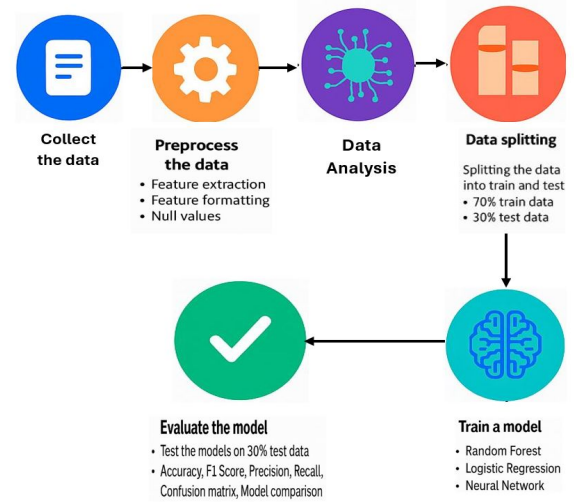 Collect
the data
Preprocess
the data
• Feature extraction
• Feature formatting
• Null values
Data
Analysis
Data splitting
Splitting the data
into train and test
• 70% train data
• 30% test data
Evaluate the model
• Test the models on 30% test data
• Accuracy, F1 Score, Precision, Recall,
Confusion matrix, Model comparison
Train a model
• Random Forest
• Logistic Regression
• Neural Network